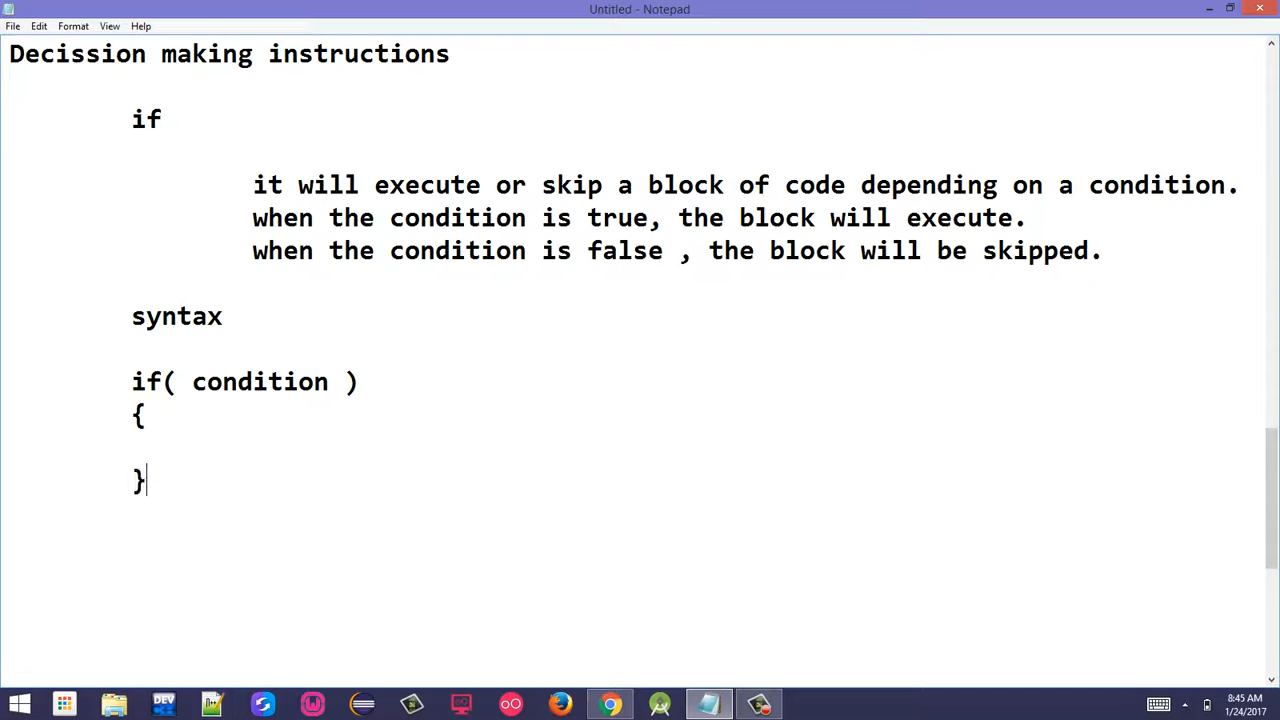 Untitled - Notepad
File Edit Format View Help
Decission making instructions
if
it will execute or skip a block of code depending on a condition.
when the condition is true, the block will execute.
when the condition is false , the block will be skipped.
syntax
if( condition )
{
}
DEV
8:45 AM
1/24/2017